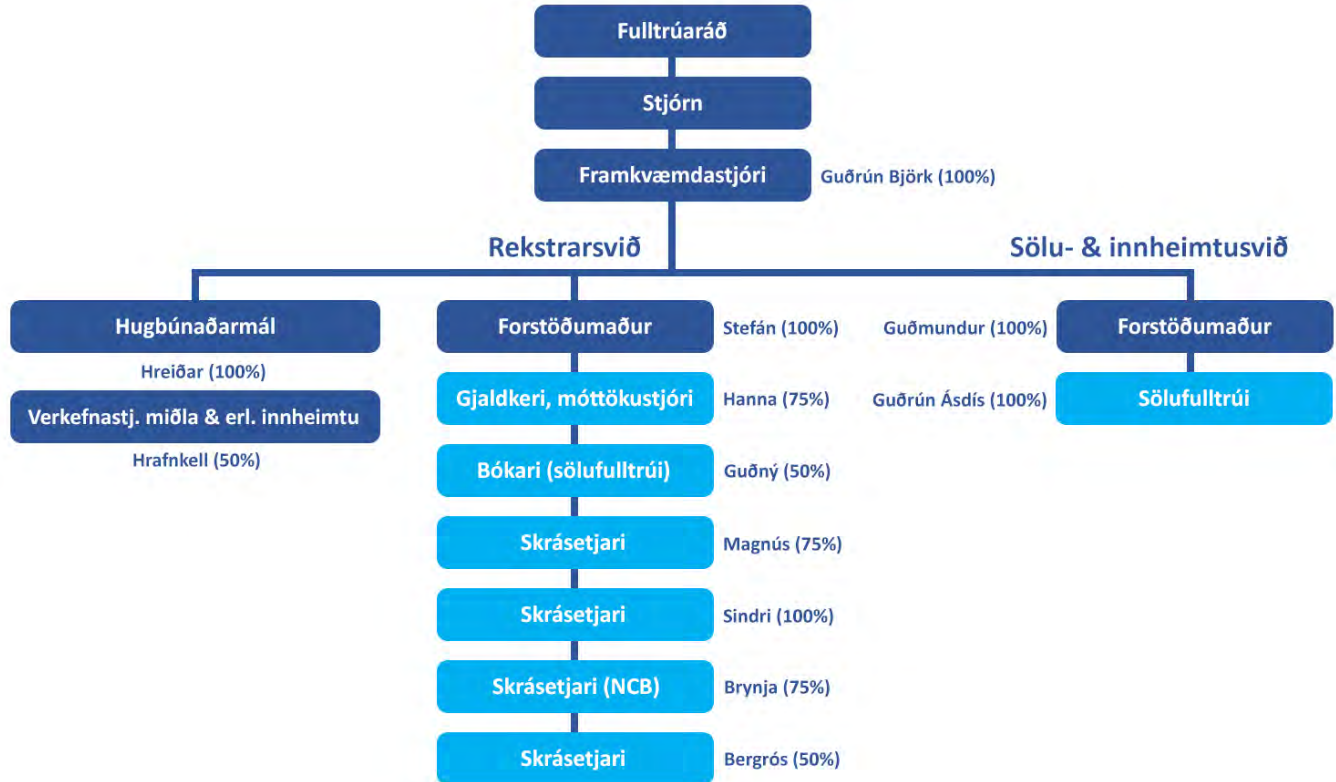 Fulltrúaráð
Stjórn
Framkvæmdastjóri
Guðrún Björk (100%)
Rekstrarsvið
Sölu- & innheimtusvið
Hugbúnaðarmál
Hreiðar (100%)
Verkefnastj. miðla & erl. innheimtu
Hrafnkell (50%)
Forstöðumaður
Stefán (100%)
Gjaldkeri, móttökustjóri
Hanna (75%)
Bókari (sölufulltrúi)
Guðný (50%)
Skrásetjari
Magnús (75%)
Skrásetjari
Sindri (100%)
Skrásetjari (NCB)
Brynja (75%)
Skrásetjari
Bergrós (50%)
Guðmundur (100%)
Forstöðumaður
Guðrún Ásdís (100%)
Sölufulltrúi